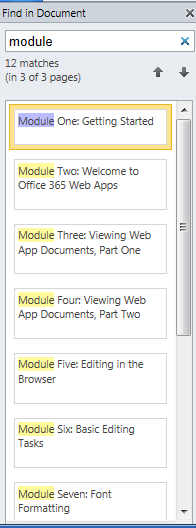 Find in Document
module
12 matches
(in 3 of 3 pages)
Module One: Getting Started
Module Two: Welcome to
Office 365 Web Apps
Module Three: Viewing Web
App Documents, Part One
Module Four: Viewing Web
App Documents, Part Two
Module Five: Editing in the
Browser
Module Six: Basic Editing
Tasks
Module Seven: Font
Formatting